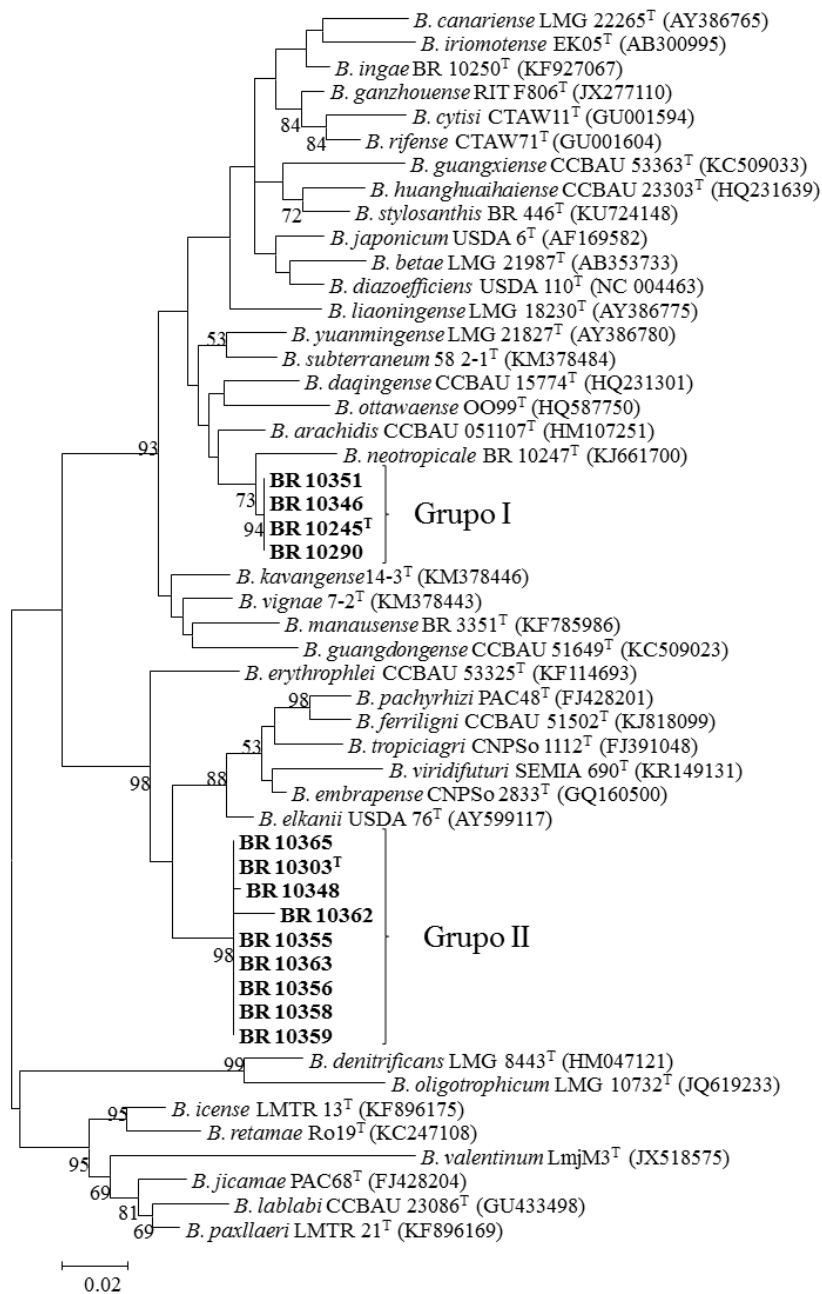 B. canariense LMG 22265ᵀ (AY386765)
B. iriomotense EK05ᵀ (AB300995)
B. ingae BR 10250ᵀ (KF927067)
B. ganzhouense RIT F806ᵀ (JX277110)
84
B. cytisi CTAW11ᵀ (GU001594)
84
B. rifense CTAW71ᵀ (GU001604)
B. guangxiense CCBAU 53363ᵀ (KC509033)
B. huanghuaihaiense CCBAU 23303ᵀ (HQ231639)
72
B. stylosanthis BR 446ᵀ (KU724148)
B. japonicum USDA 6ᵀ (AF169582)
B. betae LMG 21987ᵀ (AB353733)
B. diazoefficiens USDA 110ᵀ (NC 004463)
B. liaoningense LMG 18230ᵀ (AY386775)
53
B. yuanmingense LMG 21827ᵀ (AY386780)
B. subterraneum 58 2-1ᵀ (KM378484)
B. daqingense CCBAU 15774ᵀ (HQ231301)
B. ottawaense OO99ᵀ (HQ587750)
B. arachidis CCBAU 051107ᵀ (HM107251)
93
B. neotropicale BR 10247ᵀ (KJ661700)
BR 10351
73
BR 10346
Grupo I
94
BR 10245ᵀ
BR 10290
B. kavangense14-3ᵀ (KM378446)
B. vignae 7-2ᵀ (KM378443)
B. manausense BR 3351ᵀ (KF785986)
B. guangdongense CCBAU 51649ᵀ (KC509023)
B. erythrophlei CCBAU 53325ᵀ (KF114693)
98
B. pachyrhizi PAC48ᵀ (FJ428201)
B. ferriligni CCBAU 51502ᵀ (KJ818099)
53
B. tropiciagri CNPSo 1112ᵀ (FJ391048)
98
88
B. viridifuturi SEMIA 690ᵀ (KR149131)
B. embrapense CNPSo 2833ᵀ (GQ160500)
B. elkanii USDA 76ᵀ (AY599117)
BR 10365
BR 10303ᵀ
BR 10348
BR 10362
Grupo II
BR 10355
98
BR 10363
BR 10356
BR 10358
BR 10359
99
B. denitrificans LMG 8443ᵀ (HM047121)
B. oligotrophicum LMG 10732ᵀ (JQ619233)
95
B. icense LMTR 13ᵀ (KF896175)
B. retamae Ro19ᵀ (KC247108)
95
B. valentinum LmjM3ᵀ (JX518575)
69
B. jicamae PAC68ᵀ (FJ428204)
81
B. lablabi CCBAU 23086ᵀ (GU433498)
69
B. paxllaeri LMTR 21ᵀ (KF896169)
0.02